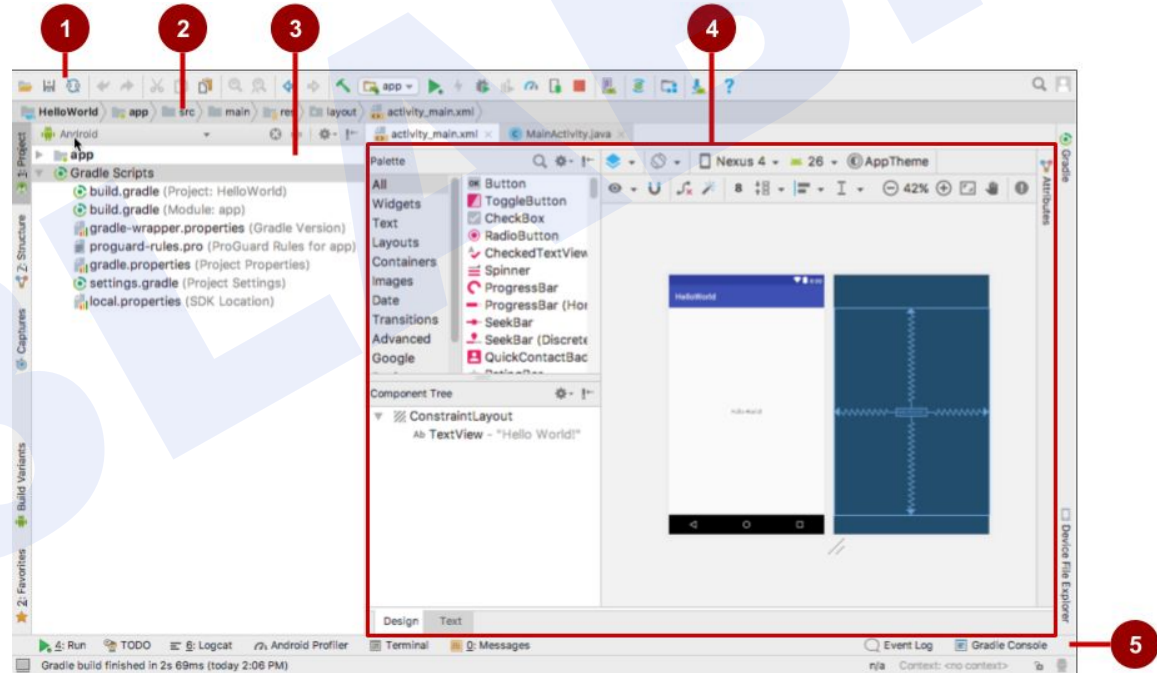 1 2 3 4
app
HelloWorld app src main res layout activity_main.xml
Android activity_main.xml MainActivity.java
1: Project
Z: Structure
Captures
Build Variants
2: Favorites
app
Gradle Scripts
build.gradle (Project: HelloWorld)
build.gradle (Module: app)
gradle-wrapper.properties (Gradle Version)
proguard-rules.pro (ProGuard Rules for app)
gradle.properties (Project Properties)
settings.gradle (Project Settings)
local.properties (SDK Location)
Palette
All
Widgets
Text
Layouts
Containers
Images
Date
Transitions
Advanced
Google
OK Button
ToggleButton
CheckBox
RadioButton
CheckedTextView
Spinner
ProgressBar
ProgressBar (Hor
SeekBar
SeekBar (Discrete
QuickContactBac
Component Tree
ConstraintLayout
Ab TextView - "Hello World!"
Nexus 4 26 AppTheme
8 42%
HelloWorld
Hello World!
Design Text
Gradle
Attributes
Device File Explorer
4: Run TODO 6: Logcat Android Profiler Terminal 0: Messages Event Log Gradle Console
5
Gradle build finished in 2s 69ms (today 2:06 PM) n/a Context: <no context>